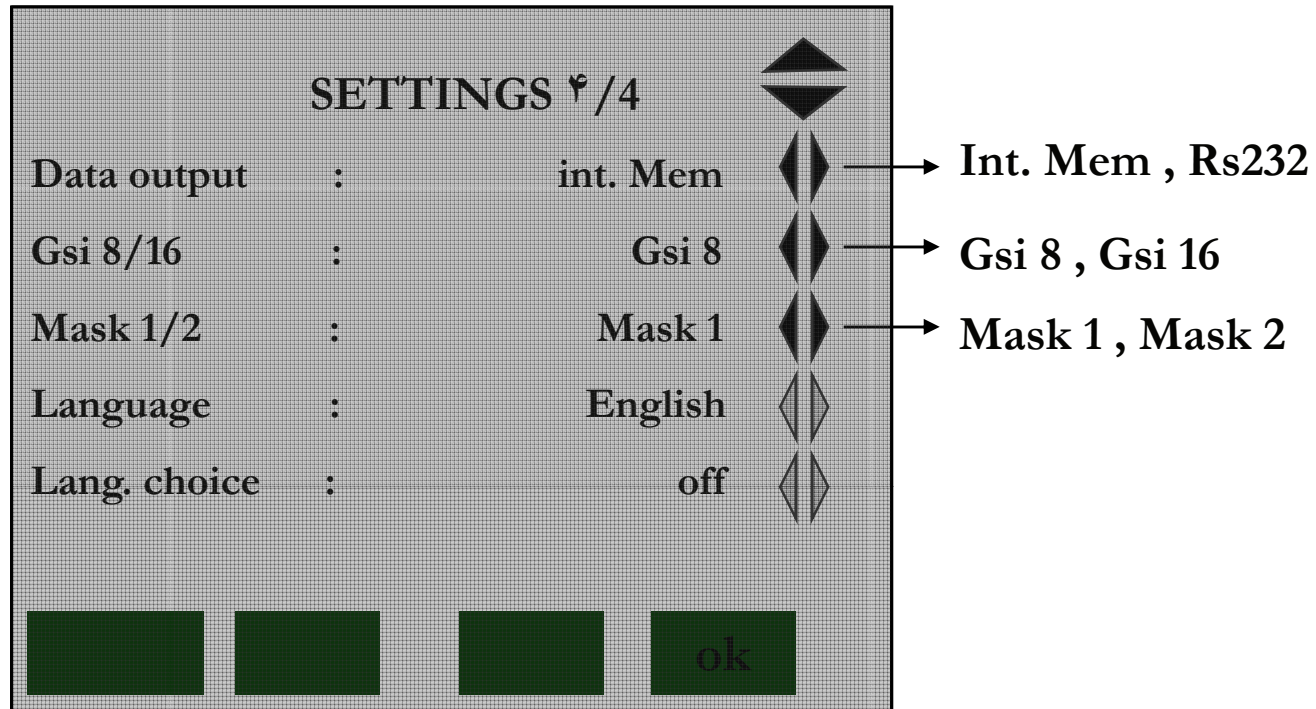 SETTINGS ۴/4
Data output : int. Mem
Int. Mem , Rs232
Gsi 8/16 : Gsi 8
Gsi 8 , Gsi 16
Mask 1/2 : Mask 1
Mask 1 , Mask 2
Language : English
Lang. choice : off
ok